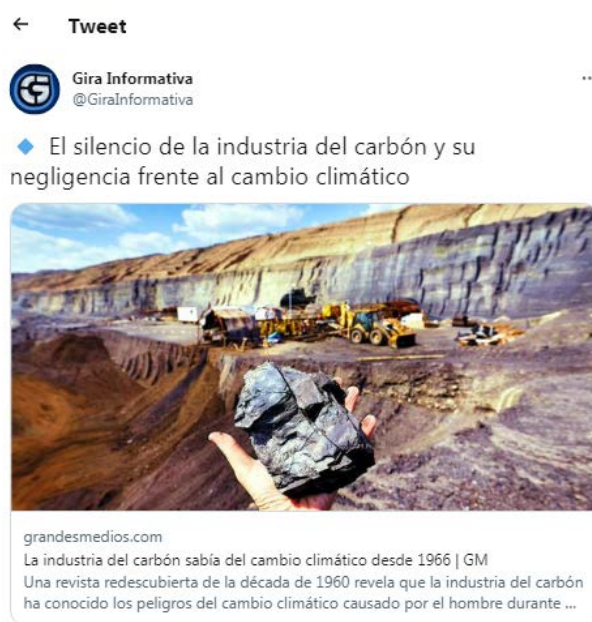 Tweet
Gira Informativa
@GiraInformativa
El silencio de la industria del carbón y su
negligencia frente al cambio climático
grandesmedios.com
La industria del carbón sabía del cambio climático desde 1966 | GM
Una revista redescubierta de la década de 1960 revela que la industria del carbón
ha conocido los peligros del cambio climático causado por el hombre durante ...